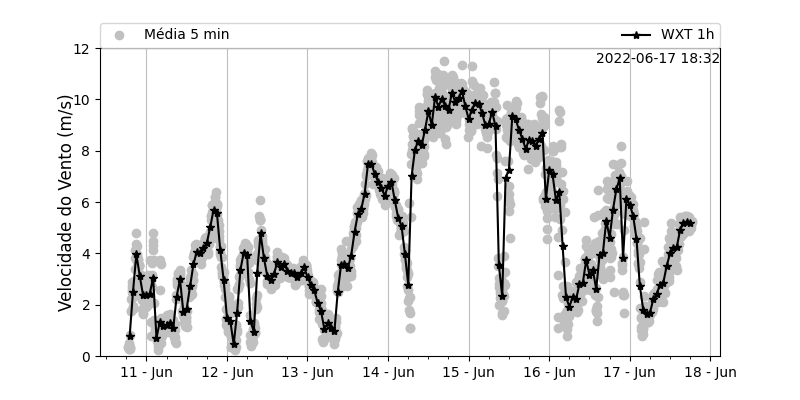 Média 5 min WXT 1h
2022-06-17 18:32
Velocidade do Vento (m/s)
12
10
8
6
4
2
0
11 - Jun 12 - Jun 13 - Jun 14 - Jun 15 - Jun 16 - Jun 17 - Jun 18 - Jun